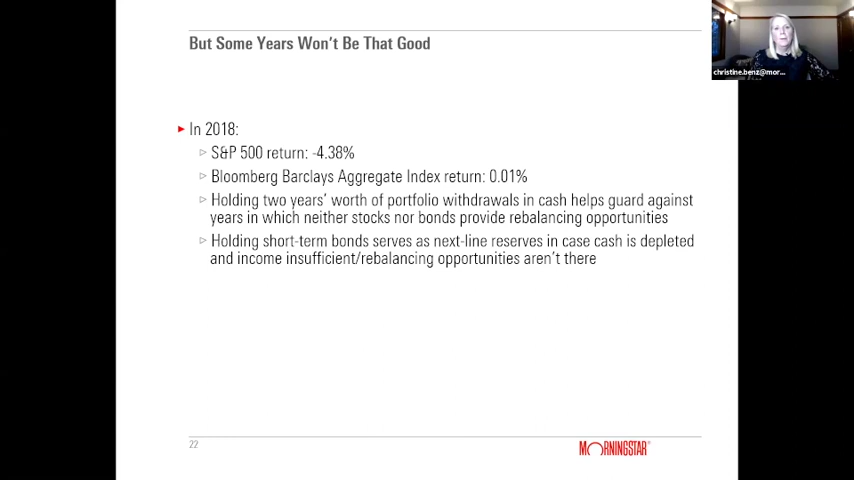 But Some Years Won't Be That Good
christine.benz@mor...
In 2018:
S&P 500 return: -4.38%
Bloomberg Barclays Aggregate Index return: 0.01%
Holding two years' worth of portfolio withdrawals in cash helps guard against
years in which neither stocks nor bonds provide rebalancing opportunities
Holding short-term bonds serves as next-line reserves in case cash is depleted
and income insufficient/rebalancing opportunities aren't there
22
MORNINGSTAR®